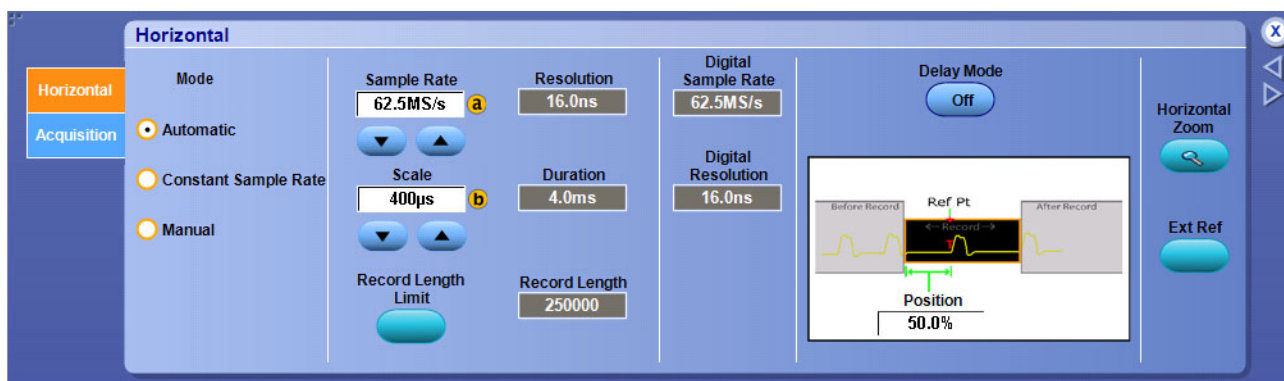 Horizontal
X
Horizontal
Acquisition
Mode
Automatic
Constant Sample Rate
Manual
Sample Rate
62.5MS/s a
Scale
400µs b
Record Length
Limit
Resolution
16.0ns
Duration
4.0ms
Record Length
250000
Digital
Sample Rate
62.5MS/s
Digital
Resolution
16.0ns
Delay Mode
Off
Before Record
Ref Pt
After Record
Record
T
Position
50.0%
Horizontal
Zoom
Ext Ref